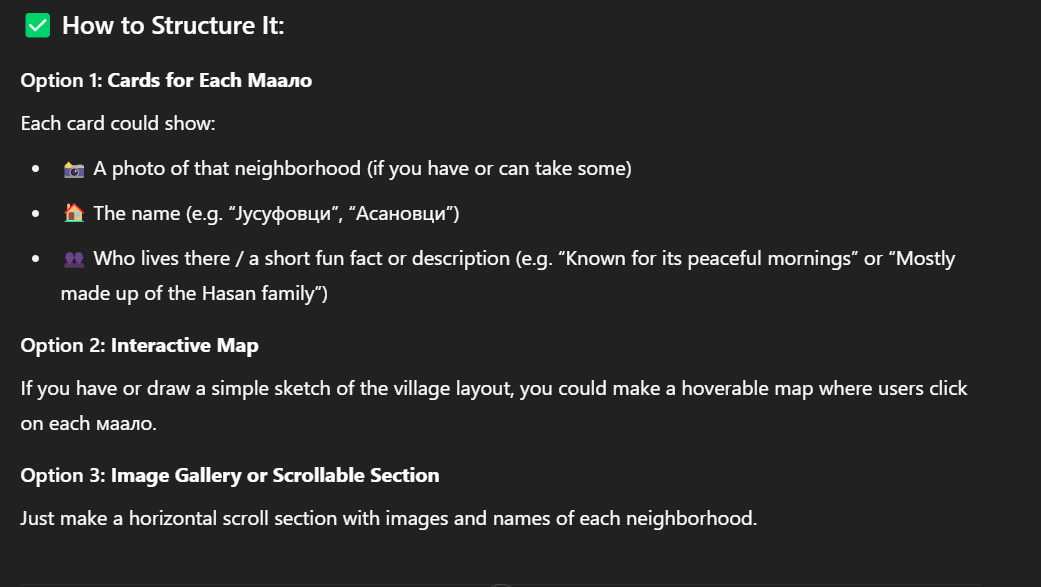 ✅ How to Structure It:
Option 1: Cards for Each Маало
Each card could show:
• 📸 A photo of that neighborhood (if you have or can take some)
• 🏠 The name (e.g. “Јусуфовци”, “Асановци”)
• 👥 Who lives there / a short fun fact or description (e.g. “Known for its peaceful mornings” or “Mostly
made up of the Hasan family”)
Option 2: Interactive Map
If you have or draw a simple sketch of the village layout, you could make a hoverable map where users click
on each маало.
Option 3: Image Gallery or Scrollable Section
Just make a horizontal scroll section with images and names of each neighborhood.